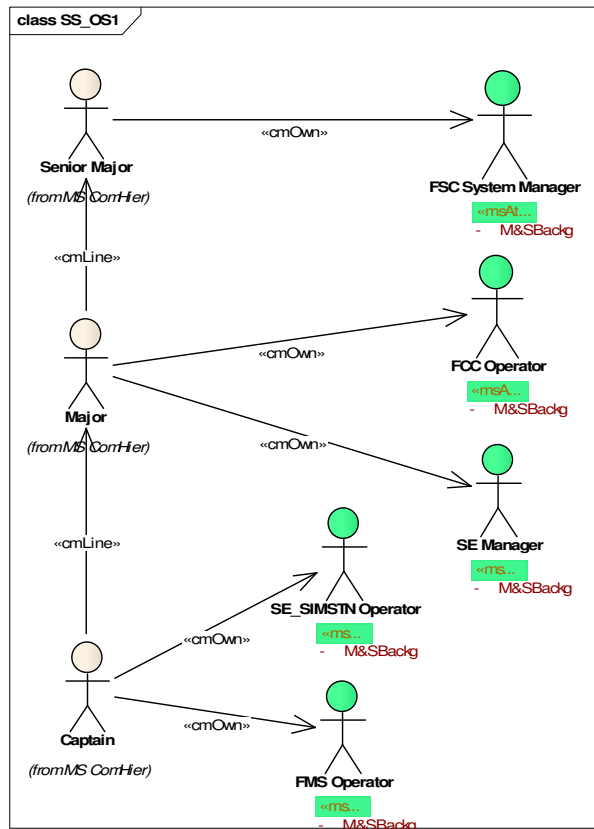 class SS_OS1
«cmOwn»
Senior Major
(from MS ComHier)
FSC System Manager
«msAt...
- M&SBackg
«cmLine»
«cmOwn»
FCC Operator
«msA...
- M&SBackg
Major
(from MS ComHier)
«cmOwn»
SE Manager
«ms...
- M&SBackg
«cmLine»
SE_SIMSTN Operator
«ms...
- M&SBackg
«cmOwn»
«cmOwn»
Captain
(from MS ComHier)
FMS Operator
«ms...
- M&SBackg